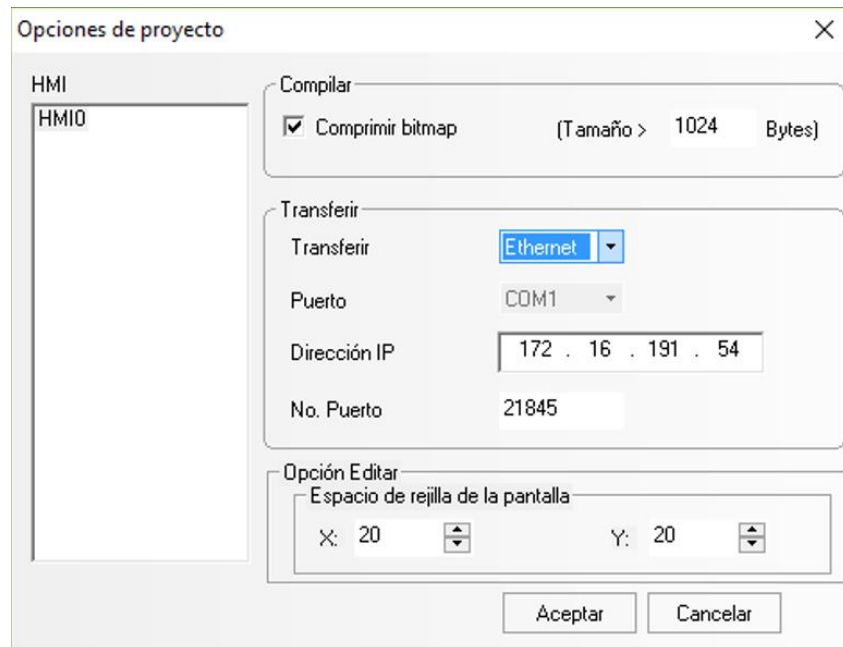 Opciones de proyecto
HMI
HMI0
Compilar
Comprimir bitmap (Tamaño > 1024 Bytes)
Transferir
Transferir Ethernet
Puerto COM1
Dirección IP 172 . 16 . 191 . 54
No. Puerto 21845
Opción Editar
Espacio de rejilla de la pantalla
X: 20 Y: 20
Aceptar Cancelar